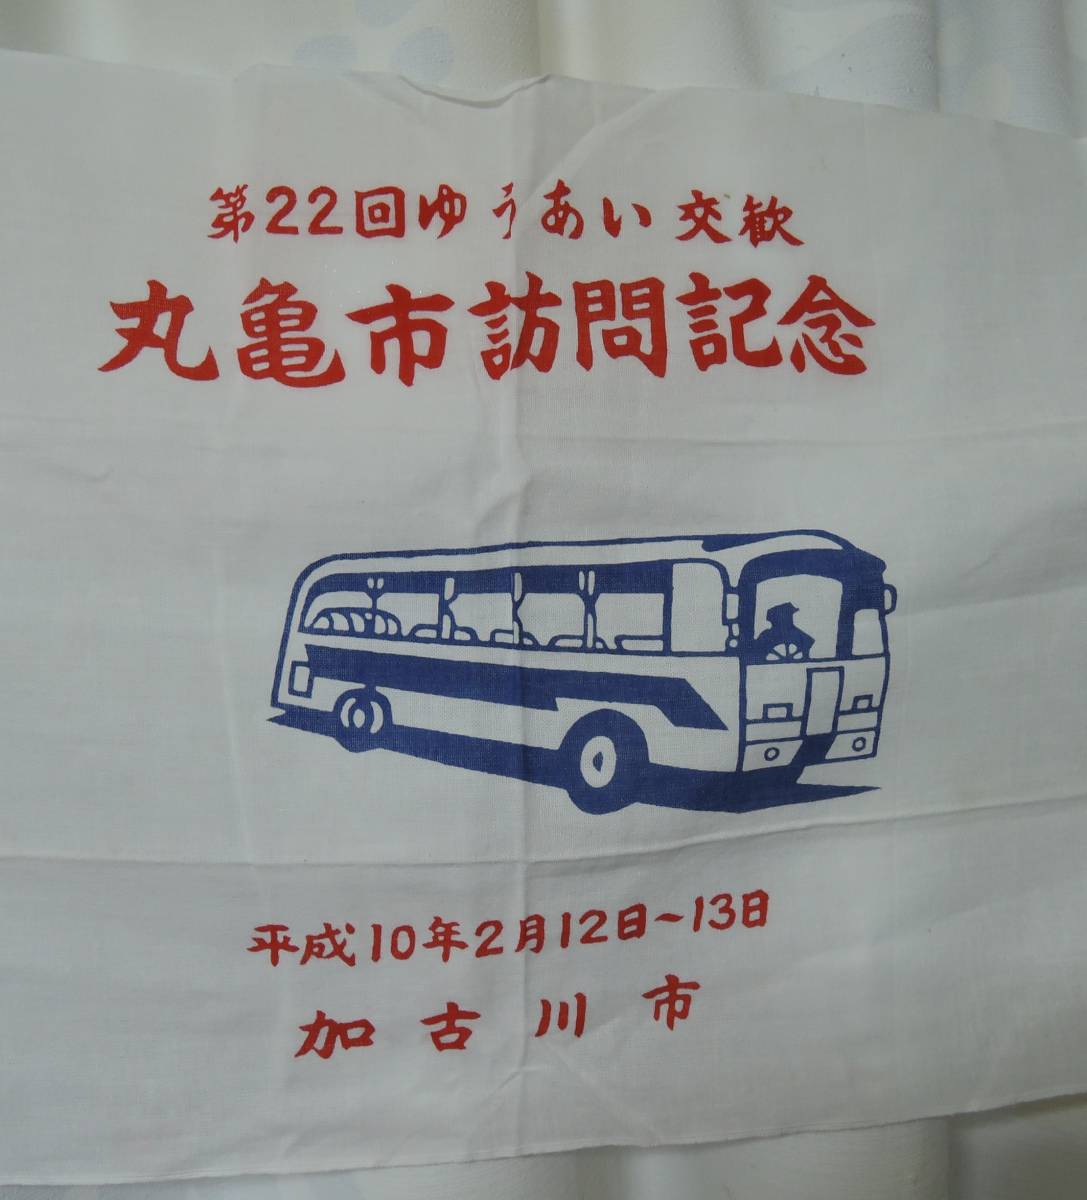 第22回ゆうあい交歓
丸亀市訪問記念
平成10年2月12日~13日
加古川市